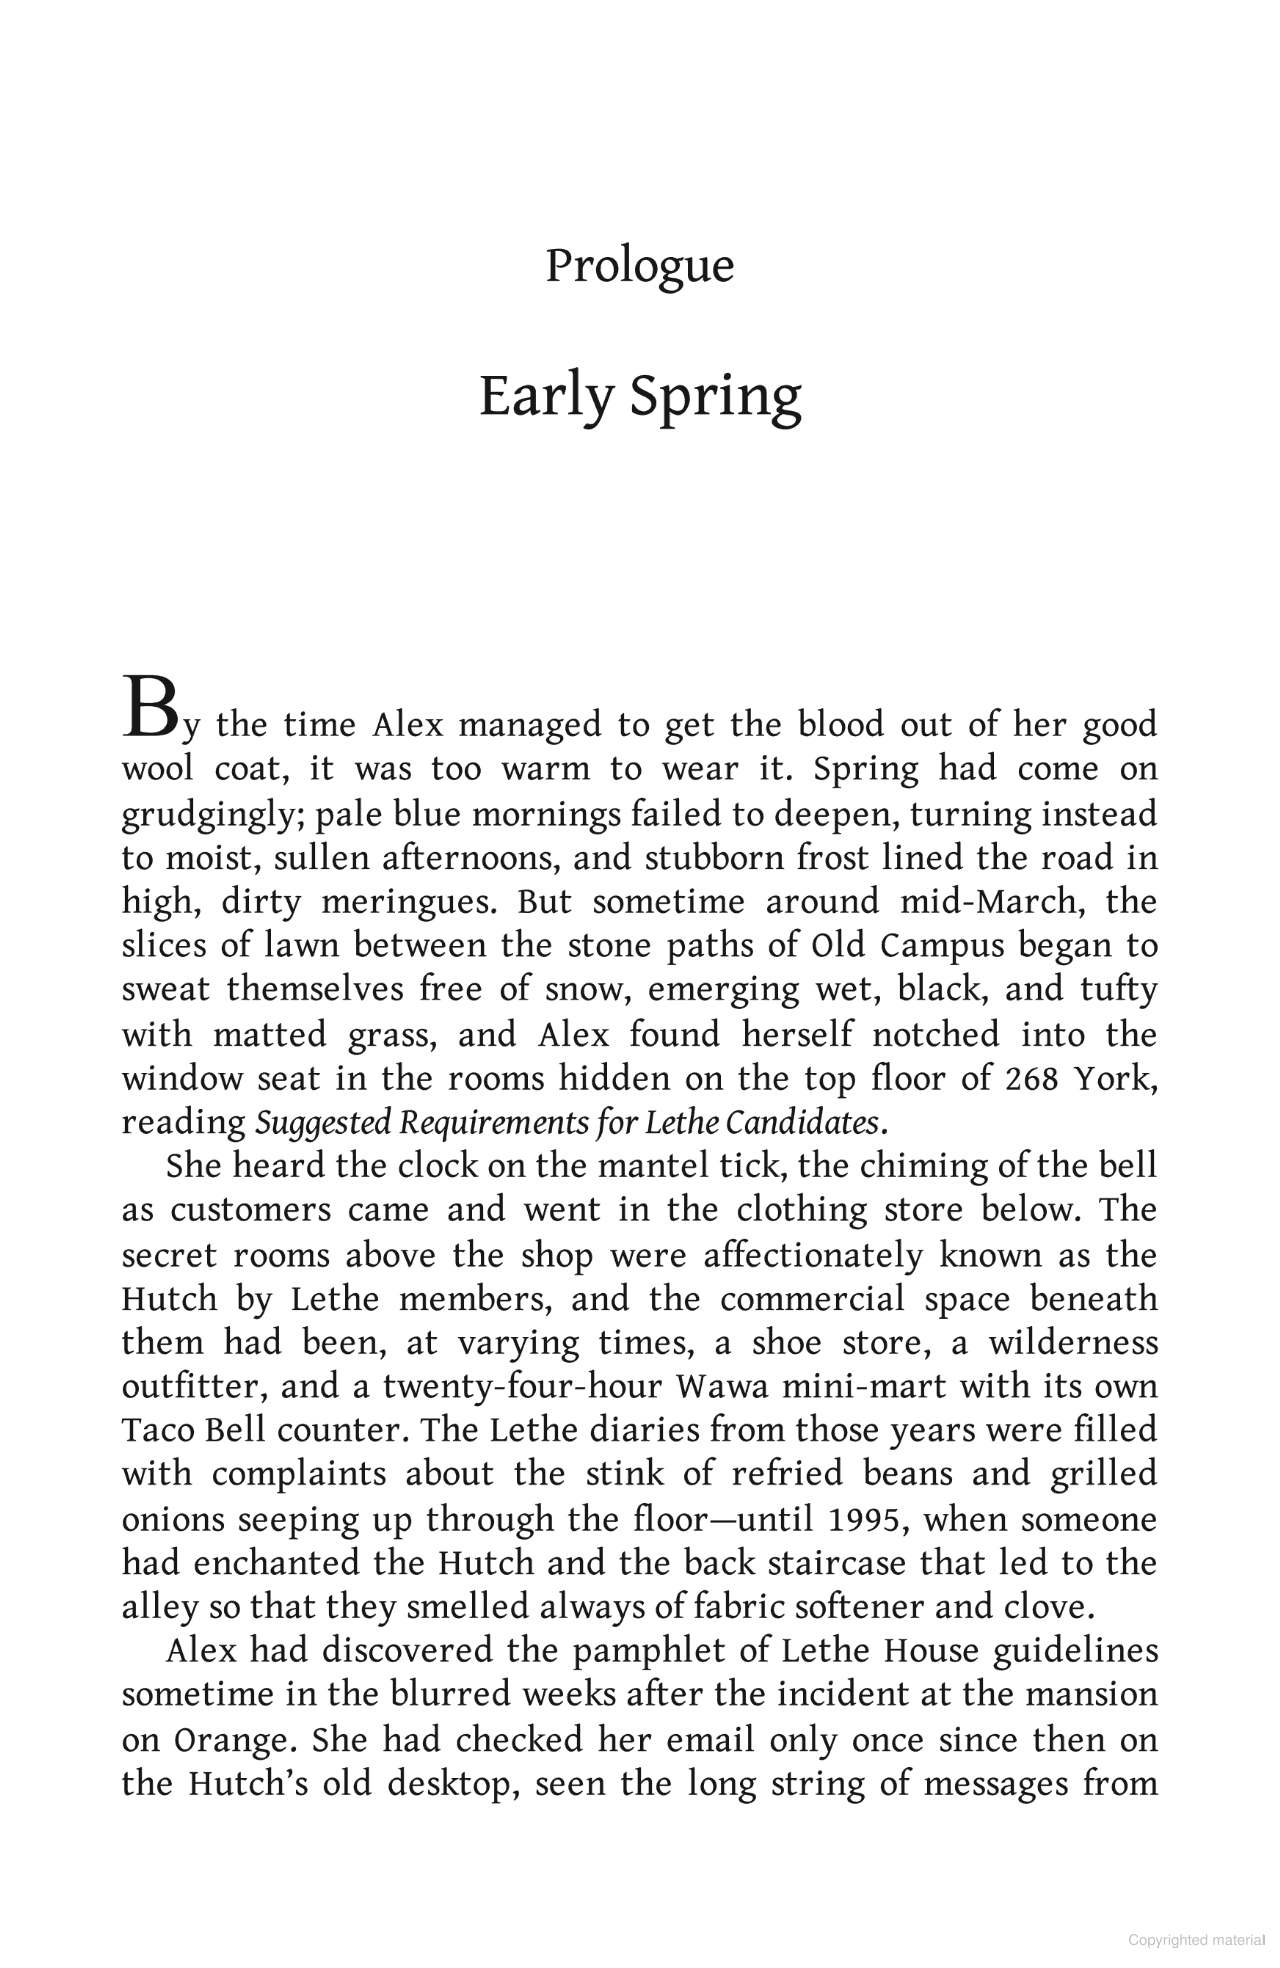 Prologue
Early Spring
By the time Alex managed to get the blood out of her good
wool coat, it was too warm to wear it. Spring had come on
grudgingly; pale blue mornings failed to deepen, turning instead
to moist, sullen afternoons, and stubborn frost lined the road in
high, dirty meringues. But sometime around mid-March, the
slices of lawn between the stone paths of Old Campus began to
sweat themselves free of snow, emerging wet, black, and tufty
with matted grass, and Alex found herself notched into the
window seat in the rooms hidden on the top floor of 268 York,
reading Suggested Requirements for Lethe Candidates.
She heard the clock on the mantel tick, the chiming of the bell
as customers came and went in the clothing store below. The
secret rooms above the shop were affectionately known as the
Hutch by Lethe members, and the commercial space beneath
them had been, at varying times, a shoe store, a wilderness
outfitter, and a twenty-four-hour Wawa mini-mart with its own
Taco Bell counter. The Lethe diaries from those years were filled
with complaints about the stink of refried beans and grilled
onions seeping up through the floor—until 1995, when someone
had enchanted the Hutch and the back staircase that led to the
alley so that they smelled always of fabric softener and clove.
Alex had discovered the pamphlet of Lethe House guidelines
sometime in the blurred weeks after the incident at the mansion
on Orange. She had checked her email only once since then on
the Hutch’s old desktop, seen the long string of messages from
Copyrighted material